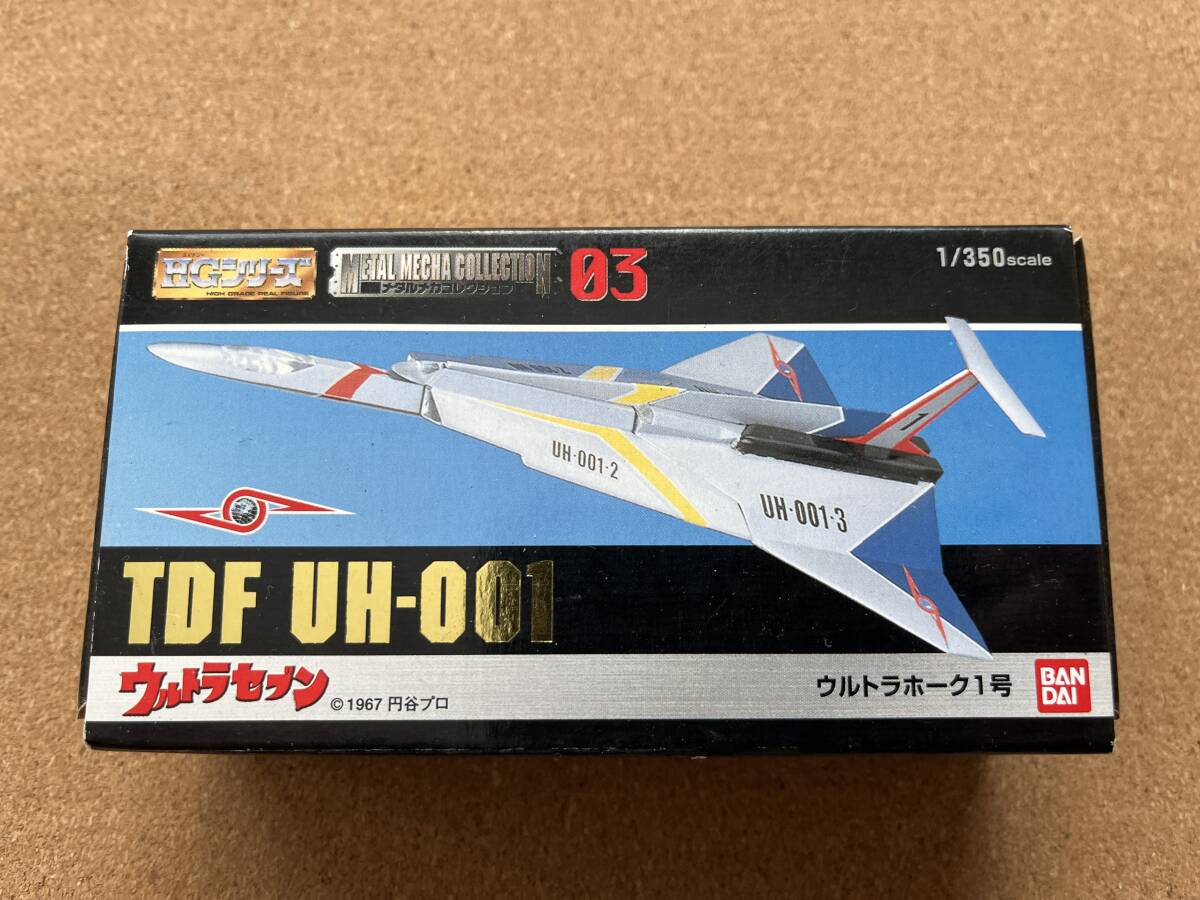 HGシリーズ
HIGH GRADE REAL FIGURE
METAL MECHA COLLECTION 03
メタルメカコレクション
1/350scale
1
UH-001-2
UH-001-3
TDF UH-001
ウルトラセブン
©1967 円谷プロ
ウルトラホーク1号
BAN
DAI